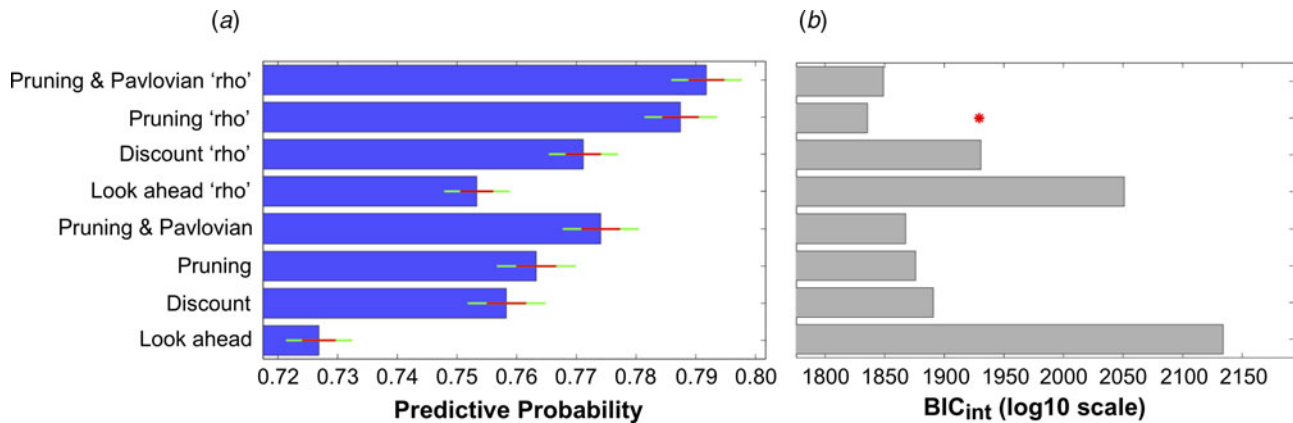 (a)
(b)
Pruning & Pavlovian ‘rho’
Pruning ‘rho’
Discount ‘rho’
Look ahead ‘rho’
Pruning & Pavlovian
Pruning
Discount
Look ahead
0.72 0.73 0.74 0.75 0.76 0.77 0.78 0.79 0.80
Predictive Probability
1800 1850 1900 1950 2000 2050 2100 2150
BICint (log10 scale)